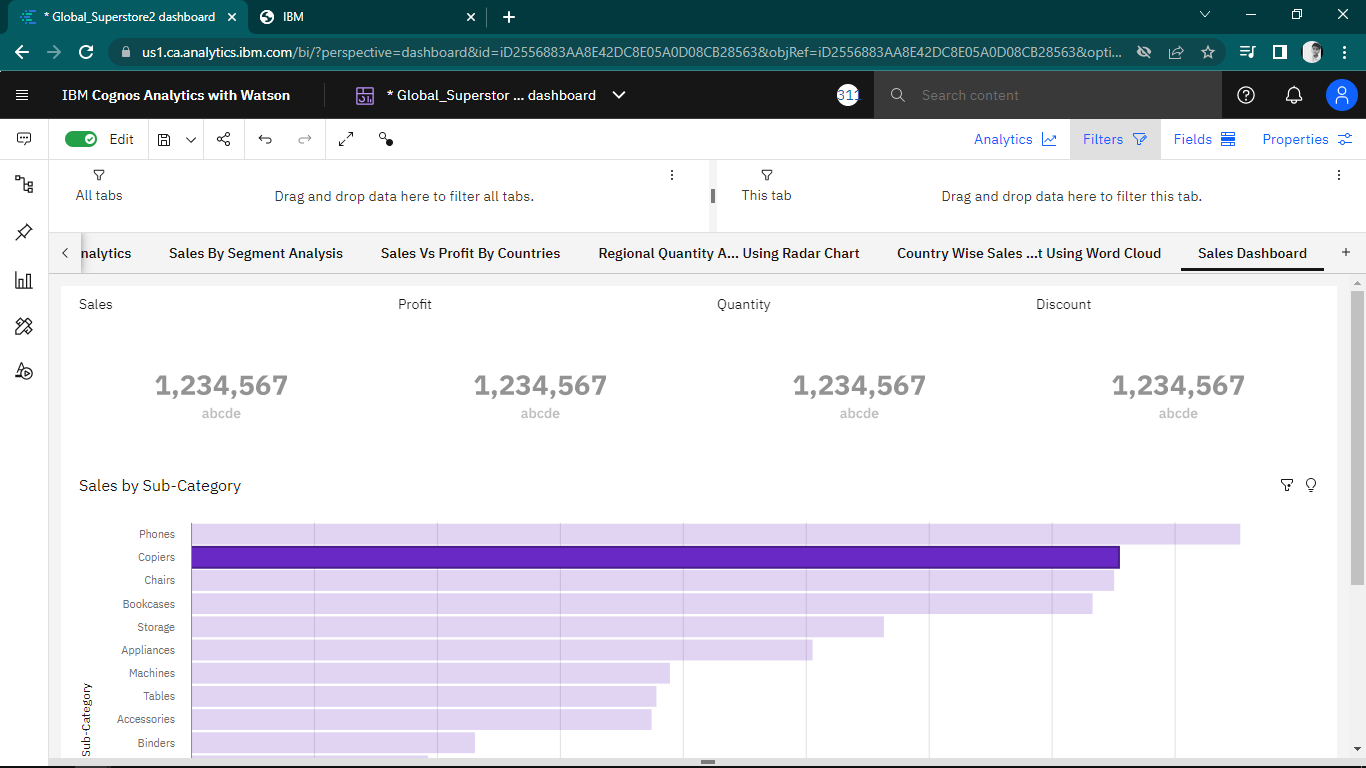 * Global_Superstore2 dashboard
IBM
us1.ca.analytics.ibm.com/bi/?perspective=dashboard&id=iD2556883AA8E42DC8E05A0D08CB28563&objRef=iD2556883AA8E42DC8E05A0D08CB28563&opti...
IBM Cognos Analytics with Watson
* Global_Superstor ... dashboard
311
Search content
Edit
Analytics
Filters
Fields
Properties
All tabs
Drag and drop data here to filter all tabs.
This tab
Drag and drop data here to filter this tab.
nalytics
Sales By Segment Analysis
Sales Vs Profit By Countries
Regional Quantity A... Using Radar Chart
Country Wise Sales ...t Using Word Cloud
Sales Dashboard
Sales
Profit
Quantity
Discount
1,234,567
abcde
1,234,567
abcde
1,234,567
abcde
1,234,567
abcde
Sales by Sub-Category
Phones
Copiers
Chairs
Bookcases
Storage
Appliances
Machines
Tables
Accessories
Binders
Sub-Category